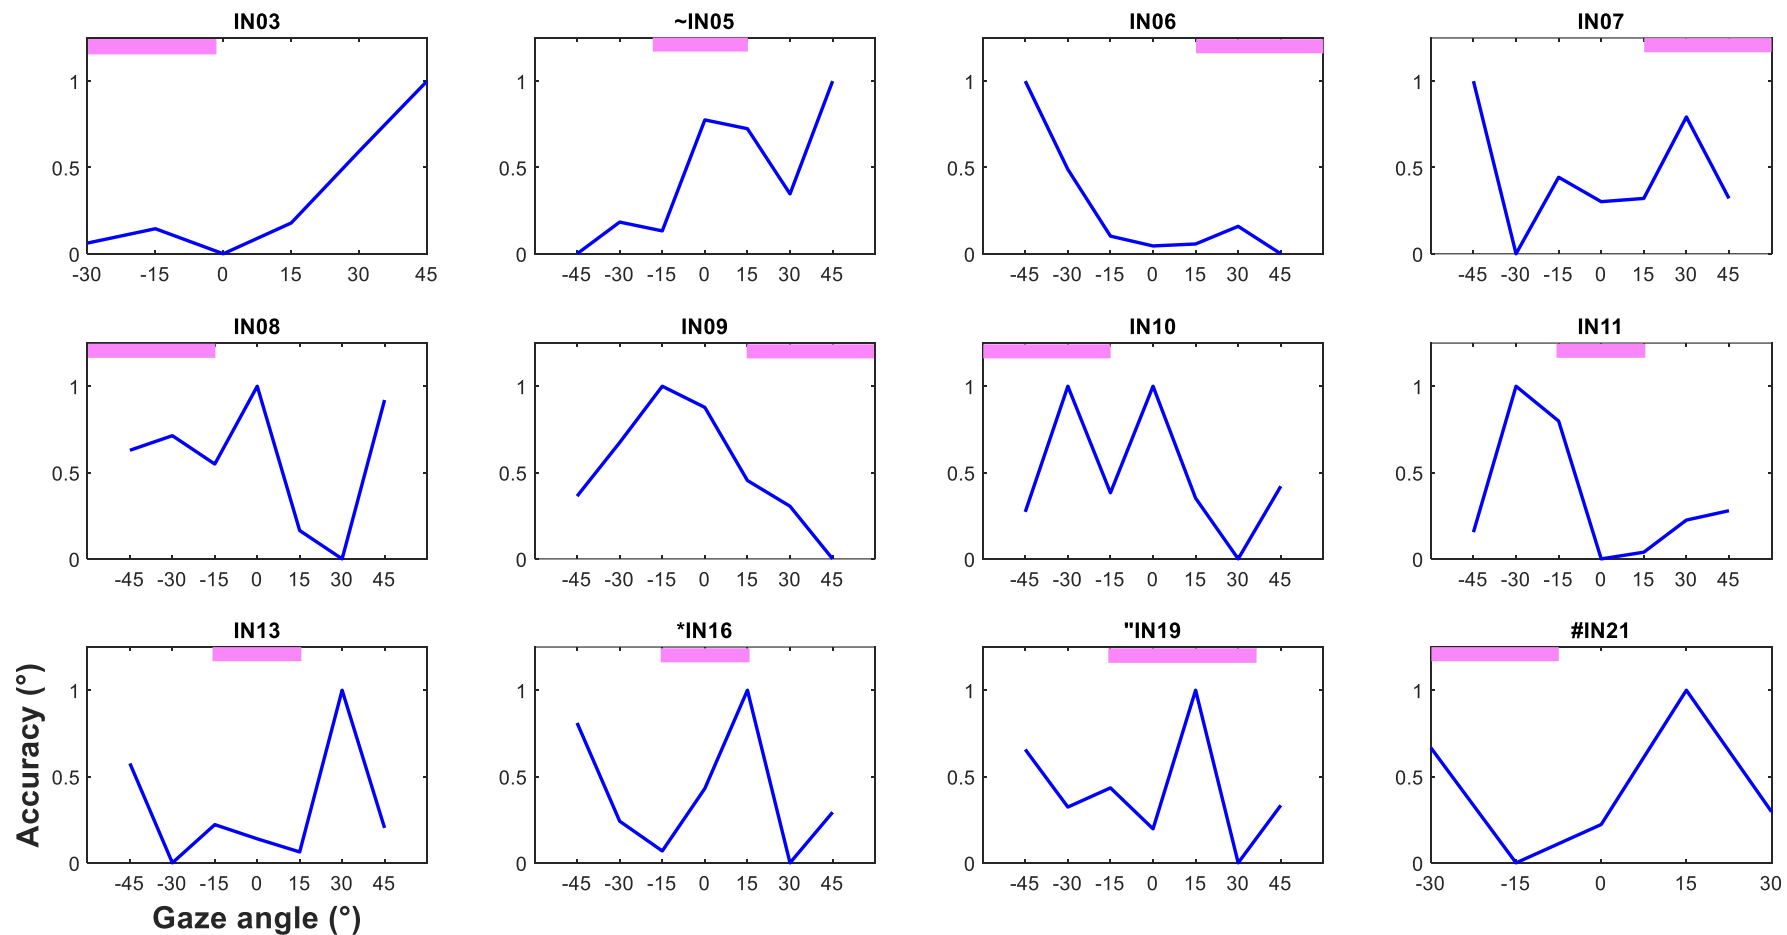 IN03 ~IN05 IN06 IN07
1 1 1 1
0.5 0.5 0.5 0.5
0 0 0 0
-30 -15 0 15 30 45 -45 -30 -15 0 15 30 45 -45 -30 -15 0 15 30 45 -45 -30 -15 0 15 30 45
IN08 IN09 IN10 IN11
1 1 1 1
0.5 0.5 0.5 0.5
0 0 0 0
-45 -30 -15 0 15 30 45 -45 -30 -15 0 15 30 45 -45 -30 -15 0 15 30 45 -45 -30 -15 0 15 30 45
IN13 *IN16 "IN19 #IN21
1 1 1 1
0.5 0.5 0.5 0.5
0 0 0 0
-45 -30 -15 0 15 30 45 -45 -30 -15 0 15 30 45 -45 -30 -15 0 15 30 45 -30 -15 0 15 30
Accuracy (°)
Gaze angle (°)